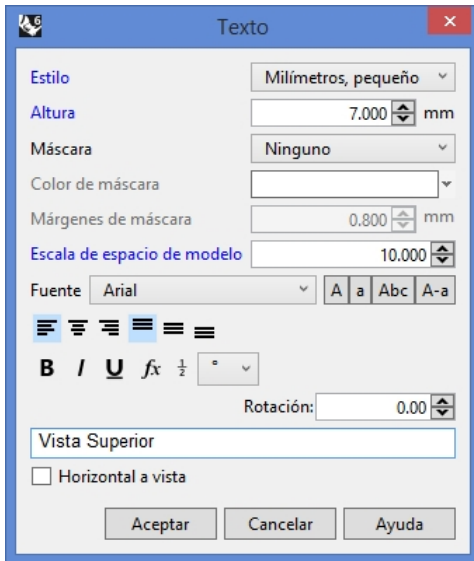 6
Texto
Estilo Milímetros, pequeño
Altura 7.000 mm
Máscara Ninguno
Color de máscara
Márgenes de máscara 0.800 mm
Escala de espacio de modelo 10.000
Fuente Arial A a Abc A-a
B I U fx ½ °
Rotación: 0.00
Vista Superior
Horizontal a vista
Aceptar Cancelar Ayuda